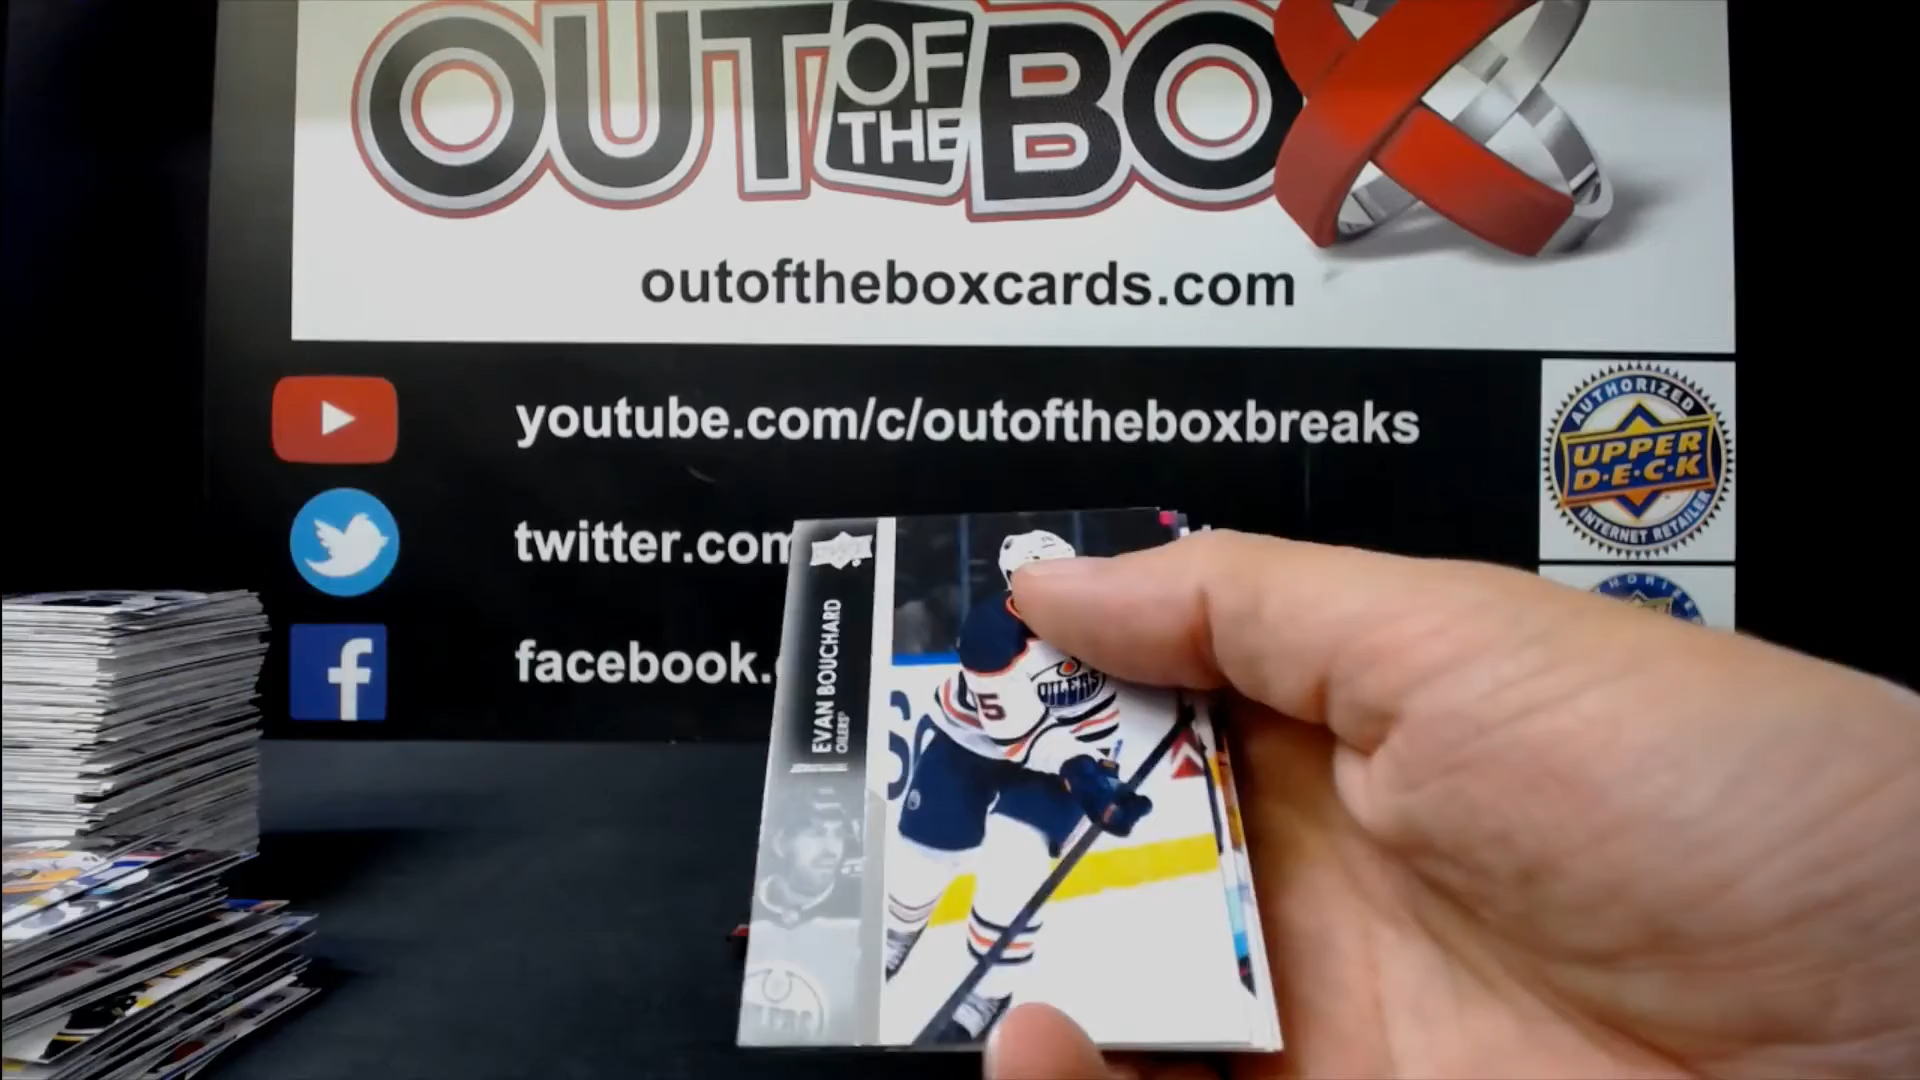 OUT OF THE BOX
outoftheboxcards.com
youtube.com/c/outoftheboxbreaks
twitter.com
facebook.
AUTHORIZED
UPPER
D·E·C·K
INTERNET RETAILER
EVAN BOUCHARD
OILERS
OILERS